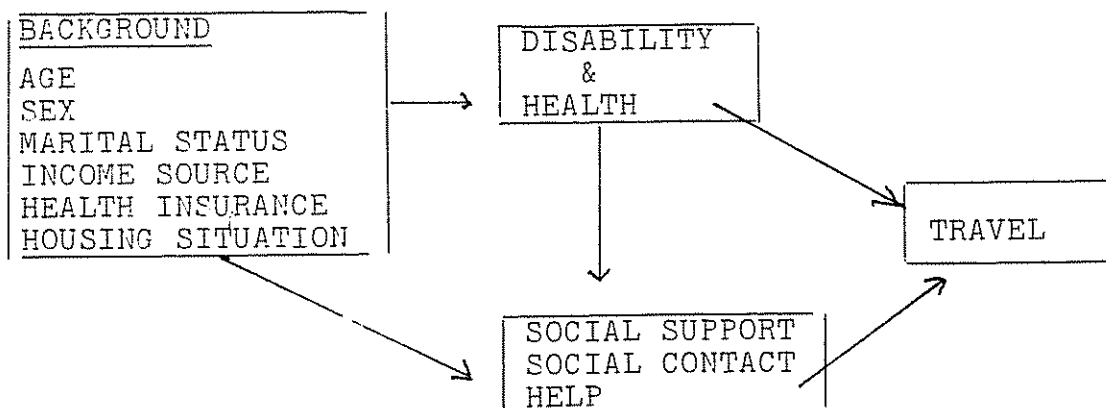 BACKGROUND
AGE
SEX
MARITAL STATUS
INCOME SOURCE
HEALTH INSURANCE
HOUSING SITUATION
DISABILITY
&
HEALTH
SOCIAL SUPPORT
SOCIAL CONTACT
HELP
TRAVEL